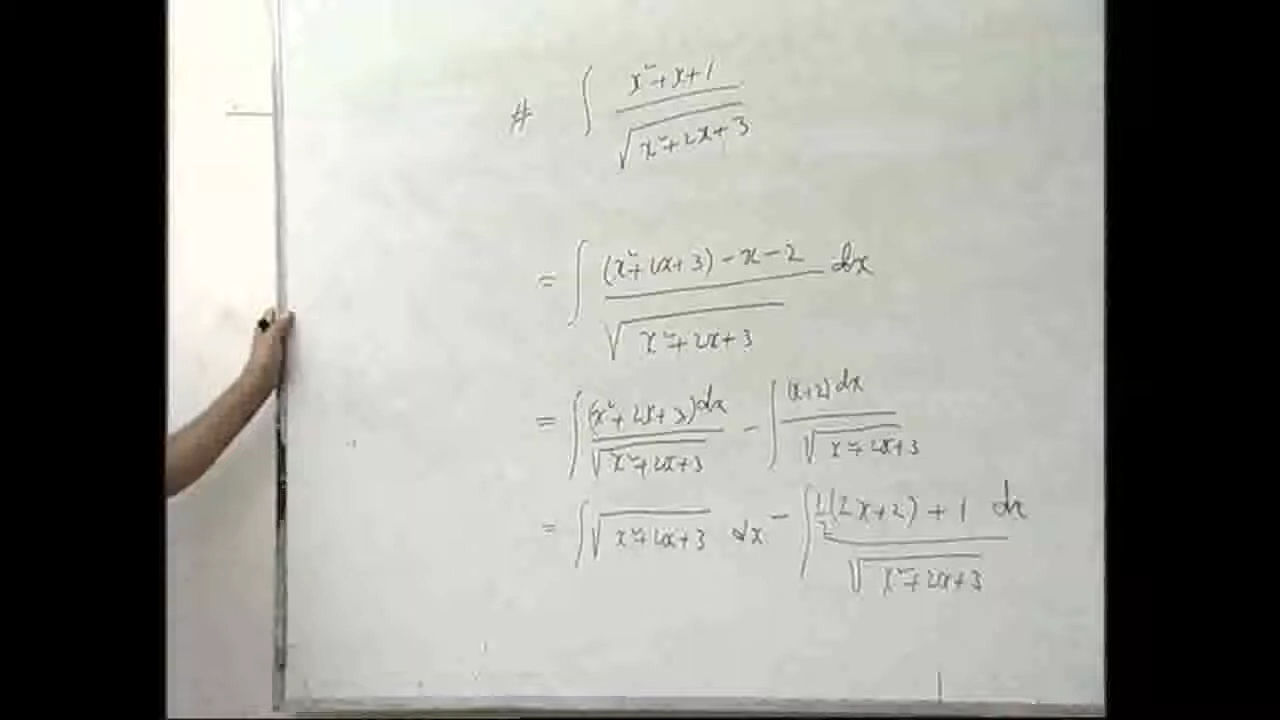 # ∫ (x²+x+1)/√(x²+2x+3)
= ∫ ((x²+2x+3)-x-2)/√(x²+2x+3) dx
= ∫ (x²+2x+3)dx/√(x²+2x+3) - ∫ (x+2)dx/√(x²+2x+3)
= ∫ √(x²+2x+3) dx - ∫ (1/2(2x+2)+1)/√(x²+2x+3) dx